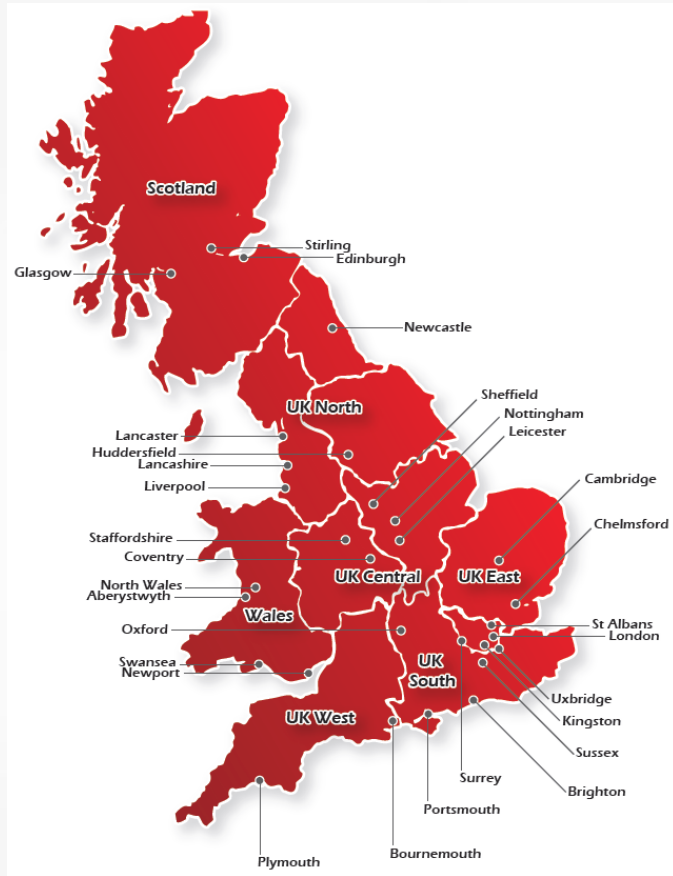 Scotland
Stirling
Edinburgh
Glasgow
Newcastle
Sheffield
UK North
Nottingham
Leicester
Lancaster
Huddersfield
Lancashire
Liverpool
Cambridge
Chelmsford
Staffordshire
Coventry
UK Central
UK East
North Wales
Aberystwyth
Wales
St Albans
Oxford
London
Swansea
Newport
UK
South
Uxbridge
UK West
Kingston
Sussex
Surrey
Brighton
Portsmouth
Bournemouth
Plymouth